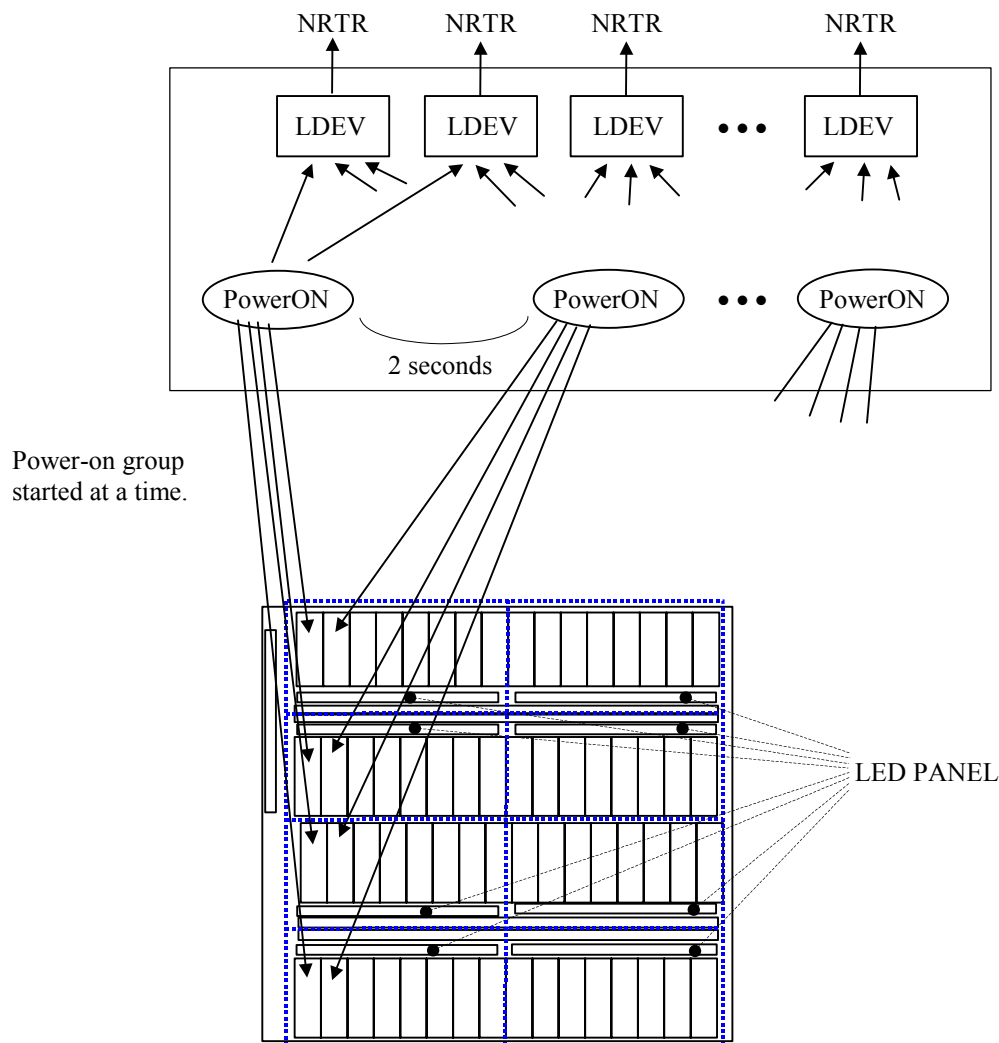 NRTR NRTR NRTR NRTR
LDEV LDEV LDEV ••• LDEV
PowerON PowerON ••• PowerON
2 seconds
Power-on group
started at a time.
LED PANEL